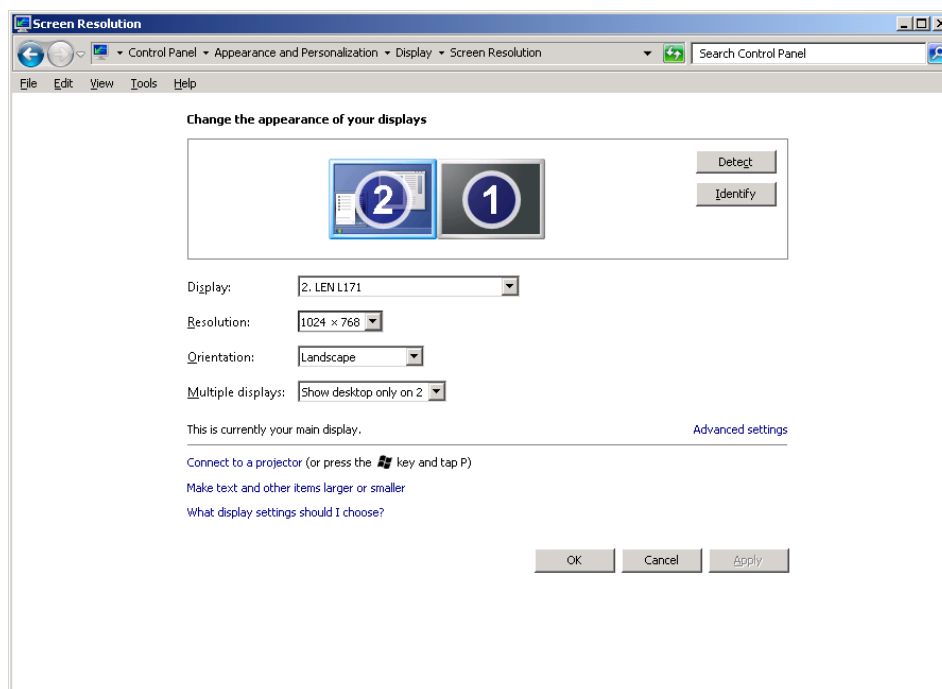 Screen Resolution
Control Panel Appearance and Personalization Display Screen Resolution Search Control Panel
File Edit View Tools Help
Change the appearance of your displays
2 1
Detect
Identify
Display: 2. LEN L171
Resolution: 1024 × 768
Orientation: Landscape
Multiple displays: Show desktop only on 2
This is currently your main display. Advanced settings
Connect to a projector (or press the key and tap P)
Make text and other items larger or smaller
What display settings should I choose?
OK Cancel Apply